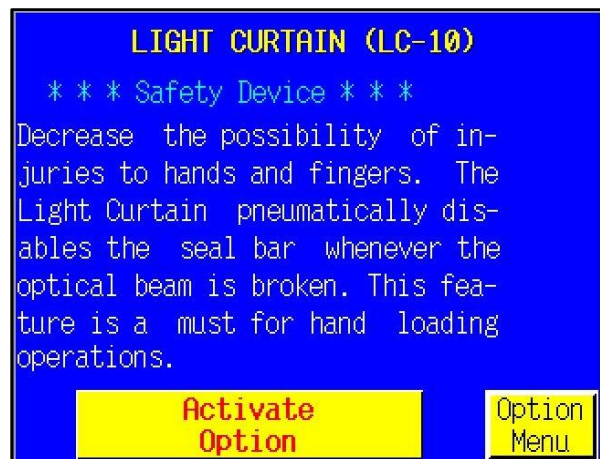 LIGHT CURTAIN (LC-10)
* * * Safety Device * * *
Decrease the possibility of in-
juries to hands and fingers. The
Light Curtain pneumatically dis-
ables the seal bar whenever the
optical beam is broken. This fea-
ture is a must for hand loading
operations.
Activate
Option
Option
Menu